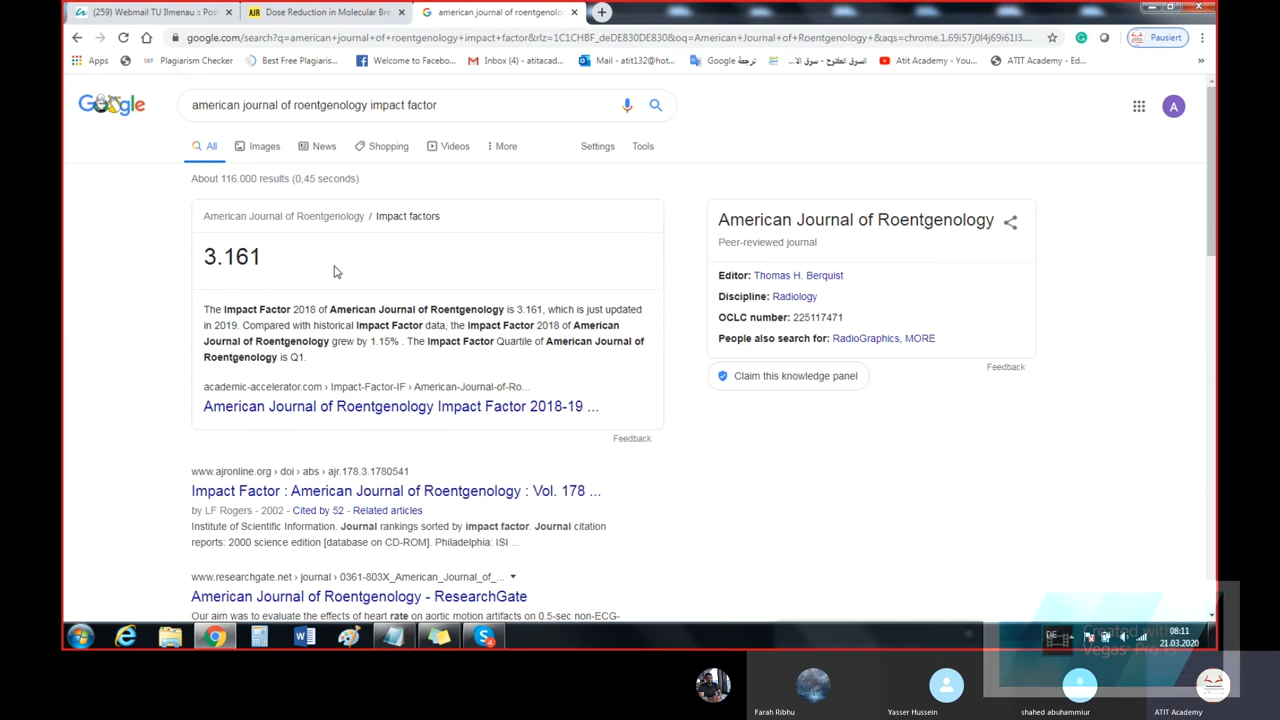 (259) Webmail TU Ilmenau :: Post
Dose Reduction in Molecular Bre
american journal of roentgenolo
google.com/search?q=american+journal+of+roentgenology+impact+factor&rlz=1C1CHBF_deDE830DE830&oq=American+Journal+of+Roentgenology+&aqs=chrome.1.69i57j0l4j69i61l3....
Pausiert
Apps
Plagiarism Checker
Best Free Plagiaris...
Welcome to Facebo...
Inbox (4) - atitacad...
Mail - atit132@hot...
ترجمة Google
السوق المفتوح - سوق الا...
Atit Academy - You...
ATIT Academy - Ed...
Google
american journal of roentgenology impact factor
A
All
Images
News
Shopping
Videos
More
Settings
Tools
About 116.000 results (0,45 seconds)
American Journal of Roentgenology / Impact factors
3.161
The Impact Factor 2018 of American Journal of Roentgenology is 3.161, which is just updated
in 2019. Compared with historical Impact Factor data, the Impact Factor 2018 of American
Journal of Roentgenology grew by 1.15% . The Impact Factor Quartile of American Journal of
Roentgenology is Q1.
academic-accelerator.com › Impact-Factor-IF › American-Journal-of-Ro...
American Journal of Roentgenology Impact Factor 2018-19 ...
Feedback
American Journal of Roentgenology
Peer-reviewed journal
Editor: Thomas H. Berquist
Discipline: Radiology
OCLC number: 225117471
People also search for: RadioGraphics, MORE
Feedback
Claim this knowledge panel
www.ajronline.org › doi › abs › ajr.178.3.1780541
Impact Factor : American Journal of Roentgenology : Vol. 178 ...
by LF Rogers - 2002 - Cited by 52 - Related articles
Institute of Scientific Information. Journal rankings sorted by impact factor. Journal citation
reports: 2000 science edition [database on CD-ROM]. Philadelphia: ISI ...
www.researchgate.net › journal › 0361-803X_American_Journal_of_...
American Journal of Roentgenology - ResearchGate
Our aim was to evaluate the effects of heart rate on aortic motion artifacts on 0.5-sec non-ECG-
DE
08:11
21.03.2020
Created with
Vegas Pro
Farah Ribhu
Yasser Hussein
shahed abuhammiur
ATIT Academy